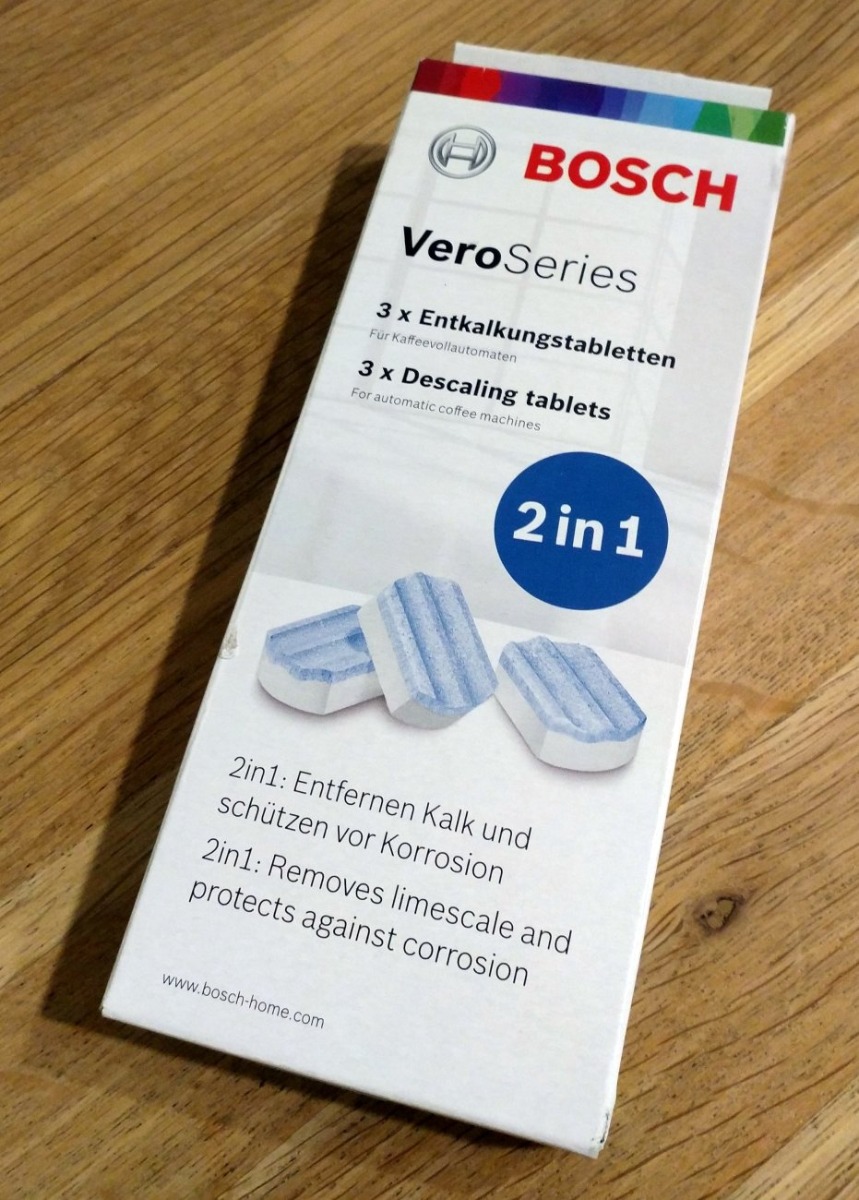 BOSCH
VeroSeries
3 x Entkalkungstabletten
Für Kaffeevollautomaten
3 x Descaling tablets
For automatic coffee machines
2 in 1
2in1: Entfernen Kalk und
schützen vor Korrosion
2in1: Removes limescale and
protects against corrosion
www.bosch-home.com